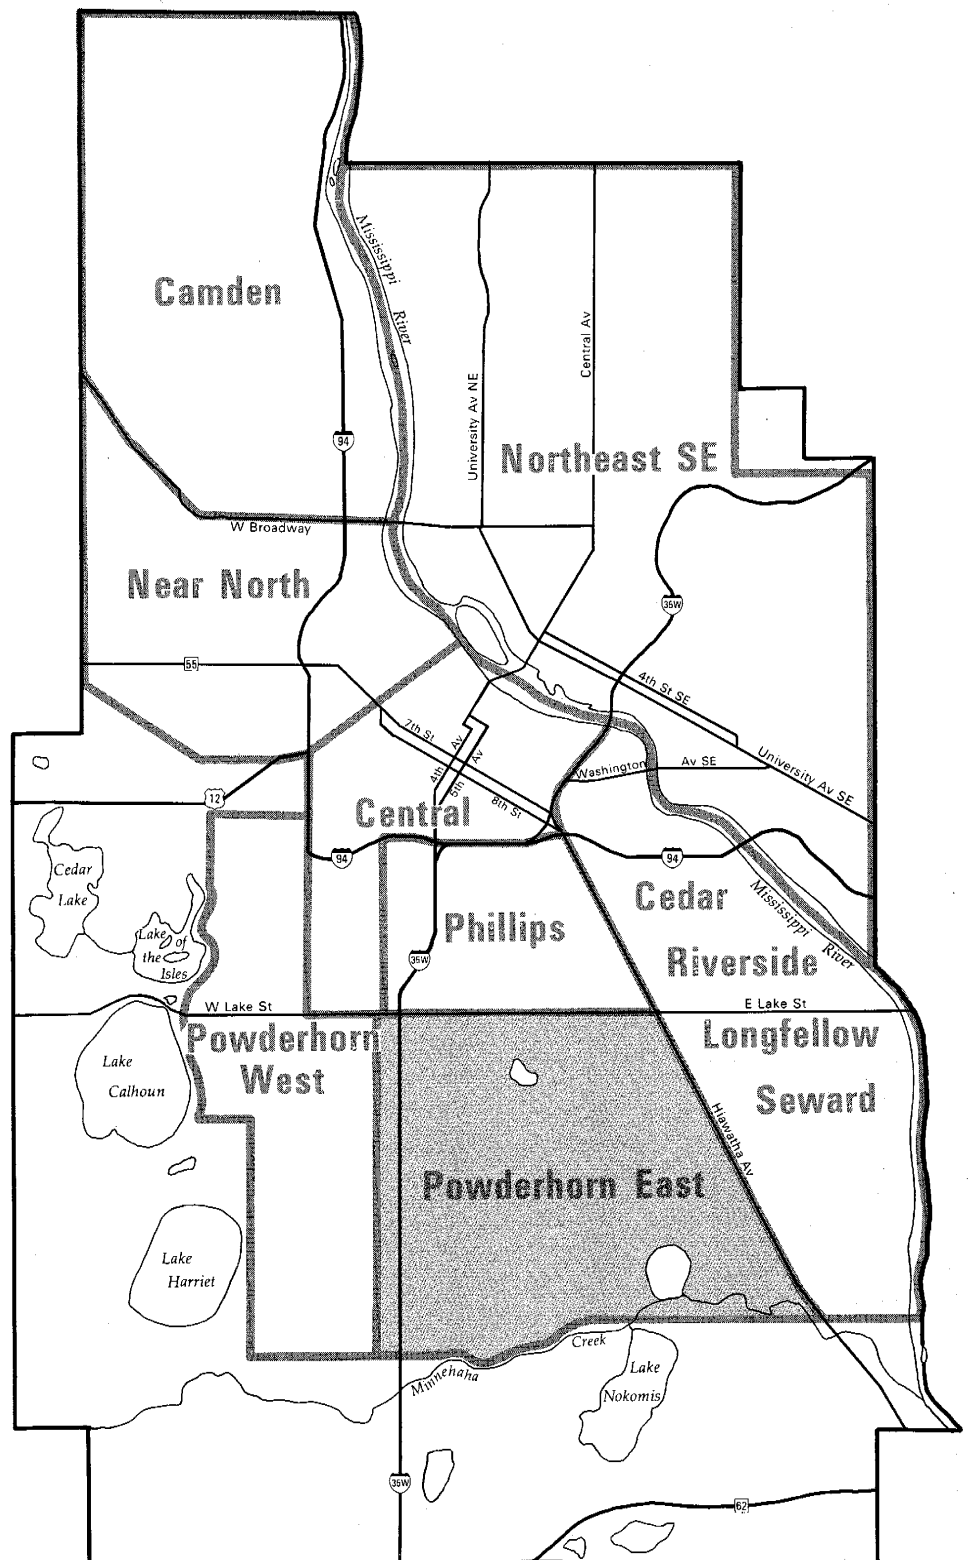 Mississippi
River
Camden
Central Av
University Av NE
94
Northeast SE
W Broadway
Near North
35W
55
4th St SE
7th St
4th Av
5th Av
Washington Av SE
University Av SE
12
8th St
Central
94
94
Cedar
Lake
Cedar
Riverside
Mississippi River
Phillips
Lake
of
the
Isles
35W
W Lake St
E Lake St
Powderhorn
West
Longfellow
Seward
Lake
Calhoun
Hiawatha Av
Powderhorn East
Lake
Harriet
Minnehaha
Creek
Lake
Nokomis
35W
62